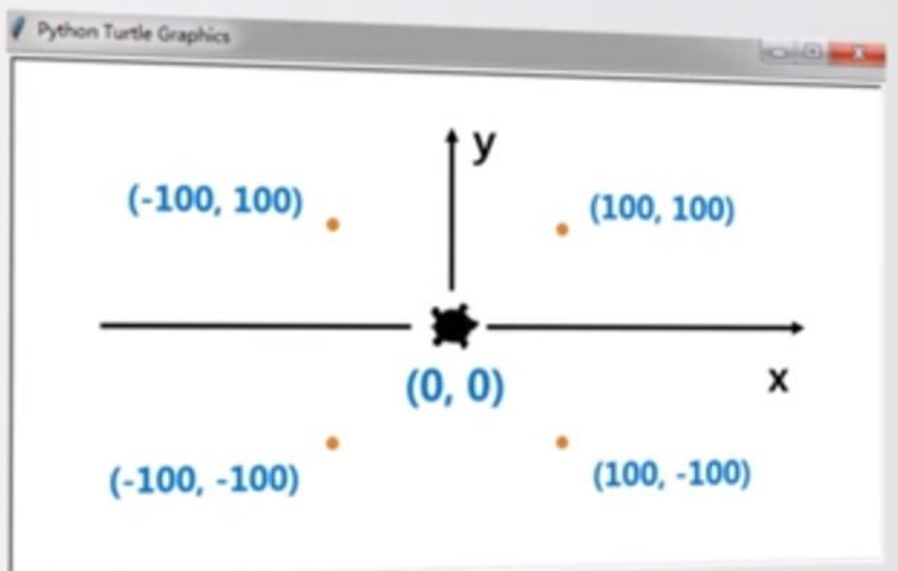 Python Turtle Graphics
y
(-100, 100)
(100, 100)
(0, 0)
x
(-100, -100)
(100, -100)